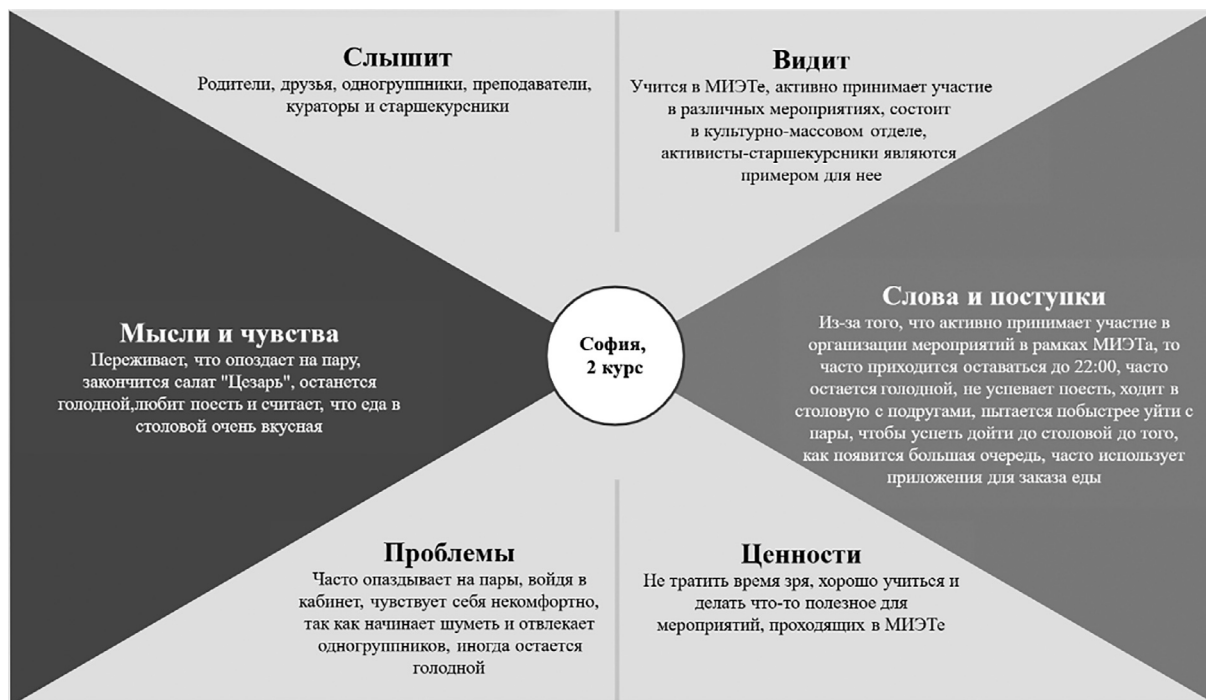 Слышит
Родители, друзья, одногруппники, преподаватели,
кураторы и старшекурсники
Видит
Учится в МИЭТе, активно принимает участие
в различных мероприятиях, состоит
в культурно-массовом отделе,
активисты-старшекурсники являются
примером для нее
Мысли и чувства
Переживает, что опоздает на пару,
закончится салат "Цезарь", останется
голодной,любит поесть и считает, что еда в
столовой очень вкусная
София,
2 курс
Слова и поступки
Из-за того, что активно принимает участие в
организации мероприятий в рамках МИЭТа, то
часто приходится оставаться до 22:00, часто
остается голодной, не успевает поесть, ходит в
столовую с подругами, пытается побыстрее уйти с
пары, чтобы успеть дойти до столовой до того,
как появится большая очередь, часто использует
приложения для заказа еды
Проблемы
Часто опаздывает на пары, войдя в
кабинет, чувствует себя некомфортно,
так как начинает шуметь и отвлекает
одногруппников, иногда остается
голодной
Ценности
Не тратить время зря, хорошо учиться и
делать что-то полезное для
мероприятий, проходящих в МИЭТе